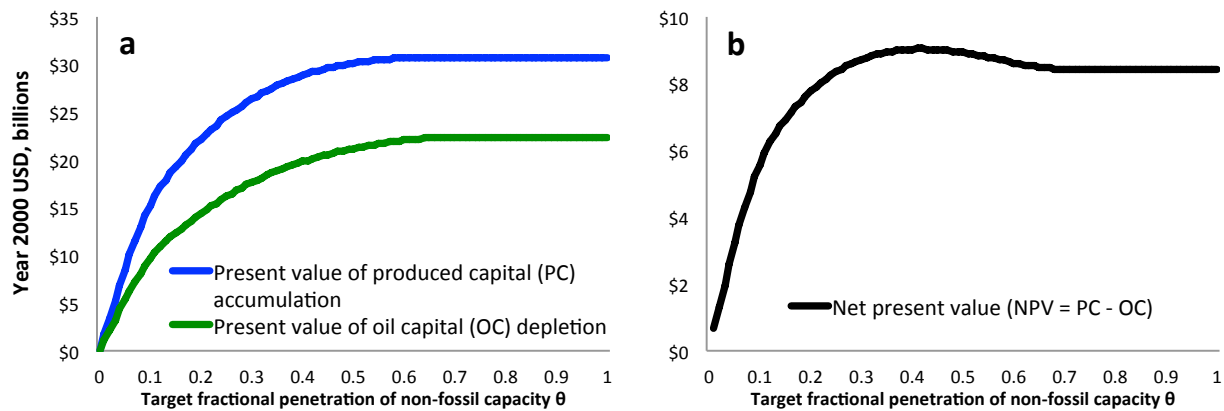 a
$35
$30
$25
$20
$15
$10
$5
$0
Year 2000 USD, billions
Present value of produced capital (PC)
accumulation
Present value of oil capital (OC) depletion
0 0.1 0.2 0.3 0.4 0.5 0.6 0.7 0.8 0.9 1
Target fractional penetration of non-fossil capacity θ
b
$10
$8
$6
$4
$2
$0
Net present value (NPV = PC - OC)
0 0.1 0.2 0.3 0.4 0.5 0.6 0.7 0.8 0.9 1
Target fractional penetration of non-fossil capacity θ